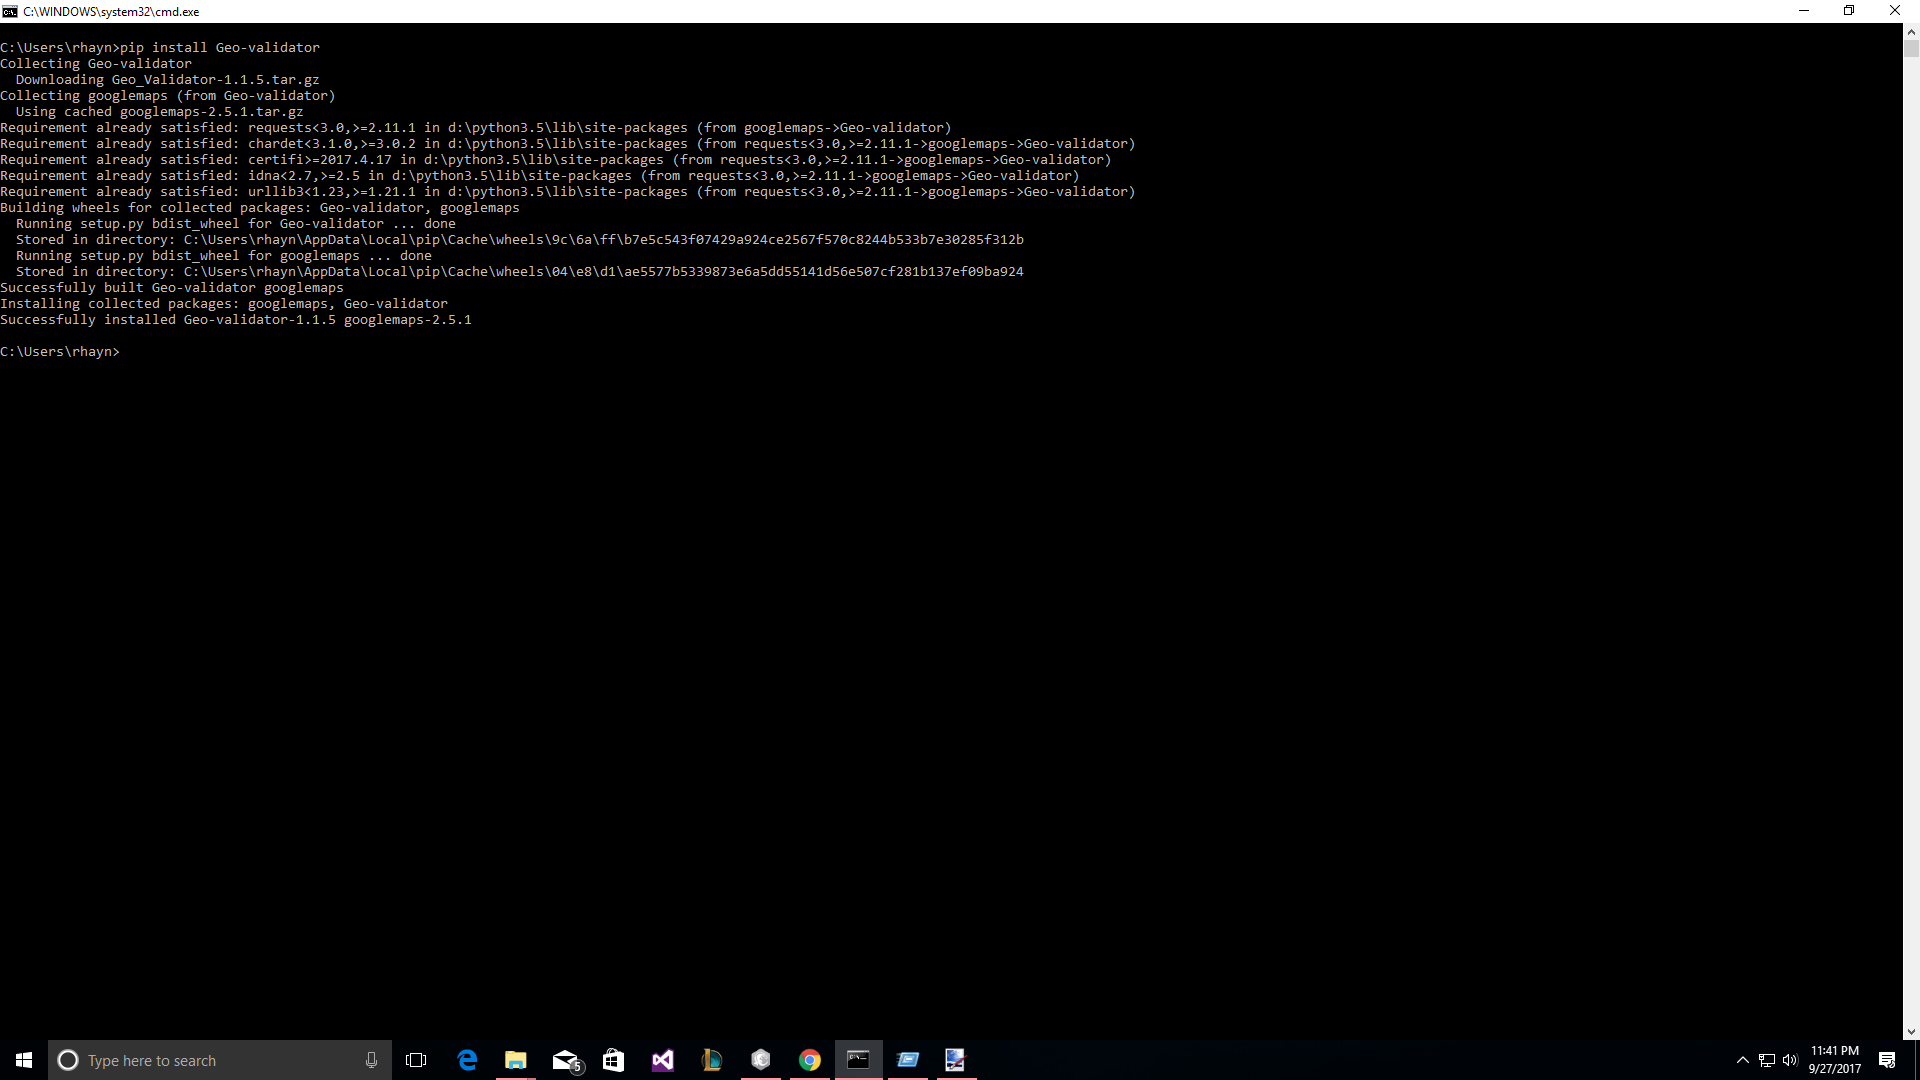 C:\WINDOWS\system32\cmd.exe
C:\Users\rhayn>pip install Geo-validator
Collecting Geo-validator
  Downloading Geo_Validator-1.1.5.tar.gz
Collecting googlemaps (from Geo-validator)
  Using cached googlemaps-2.5.1.tar.gz
Requirement already satisfied: requests<3.0,>=2.11.1 in d:\python3.5\lib\site-packages (from googlemaps->Geo-validator)
Requirement already satisfied: chardet<3.1.0,>=3.0.2 in d:\python3.5\lib\site-packages (from requests<3.0,>=2.11.1->googlemaps->Geo-validator)
Requirement already satisfied: certifi>=2017.4.17 in d:\python3.5\lib\site-packages (from requests<3.0,>=2.11.1->googlemaps->Geo-validator)
Requirement already satisfied: idna<2.7,>=2.5 in d:\python3.5\lib\site-packages (from requests<3.0,>=2.11.1->googlemaps->Geo-validator)
Requirement already satisfied: urllib3<1.23,>=1.21.1 in d:\python3.5\lib\site-packages (from requests<3.0,>=2.11.1->googlemaps->Geo-validator)
Building wheels for collected packages: Geo-validator, googlemaps
  Running setup.py bdist_wheel for Geo-validator ... done
  Stored in directory: C:\Users\rhayn\AppData\Local\pip\Cache\wheels\9c\6a\ff\b7e5c543f07429a924ce2567f570c8244b533b7e30285f312b
  Running setup.py bdist_wheel for googlemaps ... done
  Stored in directory: C:\Users\rhayn\AppData\Local\pip\Cache\wheels\04\e8\d1\ae5577b5339873e6a5dd55141d56e507cf281b137ef09ba924
Successfully built Geo-validator googlemaps
Installing collected packages: googlemaps, Geo-validator
Successfully installed Geo-validator-1.1.5 googlemaps-2.5.1
C:\Users\rhayn>
Type here to search
5
11:41 PM
9/27/2017